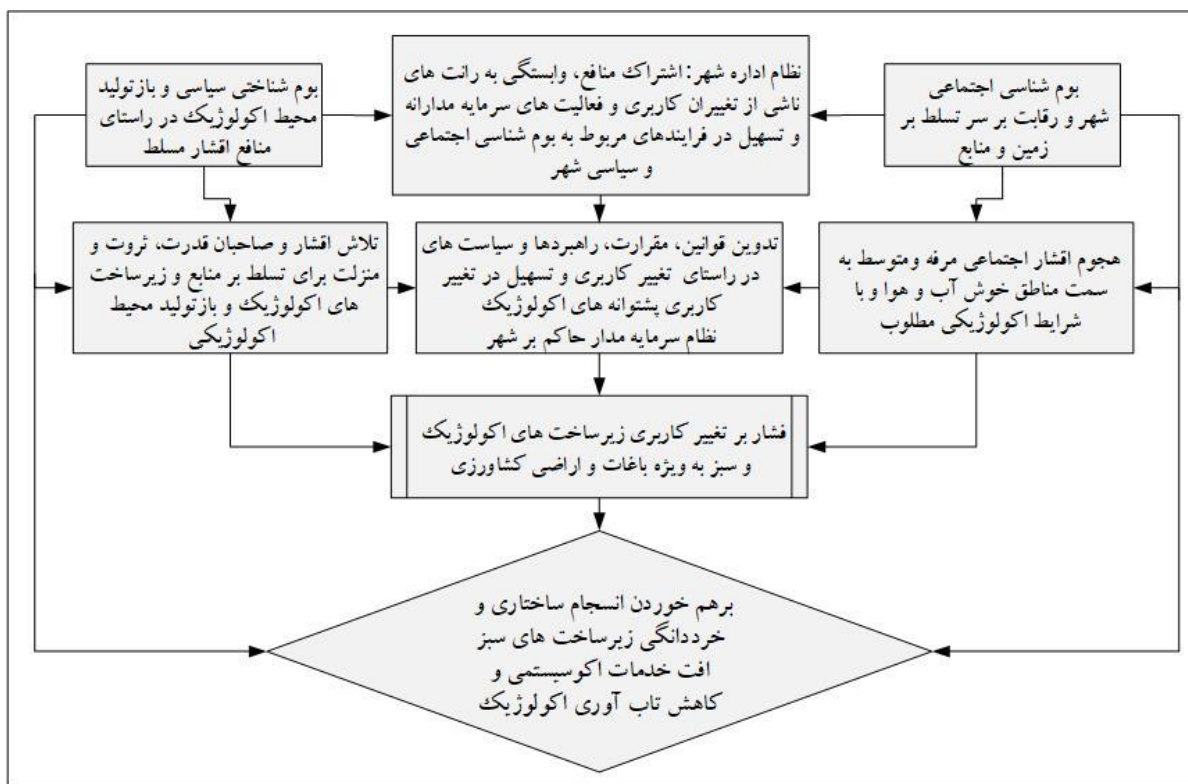 بوم شناسی اجتماعی
شهر و رقابت بر سر تسلط بر
زمین و منابع
نظام اداره شهر: اشتراک منافع، وابستگی به رانت های
ناشی از تغییران کاربری و فعالیت های سرمایه مدارانه
و تسهیل در فرایندهای مربوط به بوم شناسی اجتماعی
و سیاسی شهر
بوم شناختی سیاسی و بازتولید
محیط اکولوژیک در راستای
منافع اقشار مسلط
هجوم اقشار اجتماعی مرفه ومتوسط به
سمت مناطق خوش آب و هوا و با
شرایط اکولوژیکی مطلوب
تدوین قوانین، مقرارت، راهبردها و سیاست های
در راستای تغییر کاربری و تسهیل در تغییر
کاربری پشتوانه های اکولوژیک
نظام سرمایه مدار حاکم بر شهر
تلاش اقشار و صاحبان قدرت، ثروت و
منزلت برای تسلط بر منابع و زیرساخت
های اکولوژیک و بازتولید محیط
اکولوژیکی
فشار بر تغییر کاربری زیرساخت های اکولوژیک
و سبز به ویژه باغات و اراضی کشاورزی
برهم خوردن انسجام ساختاری و
خرددانگی زیرساخت های سبز
افت خدمات اکوسیستمی و
کاهش تاب آوری اکولوژیک